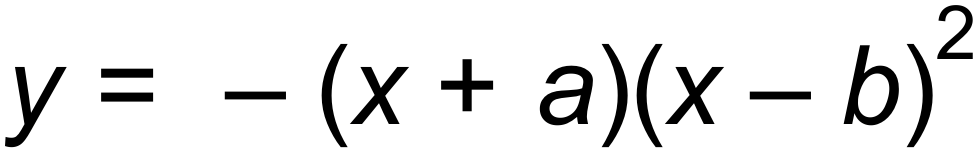 y = – (x + a)(x – b)²